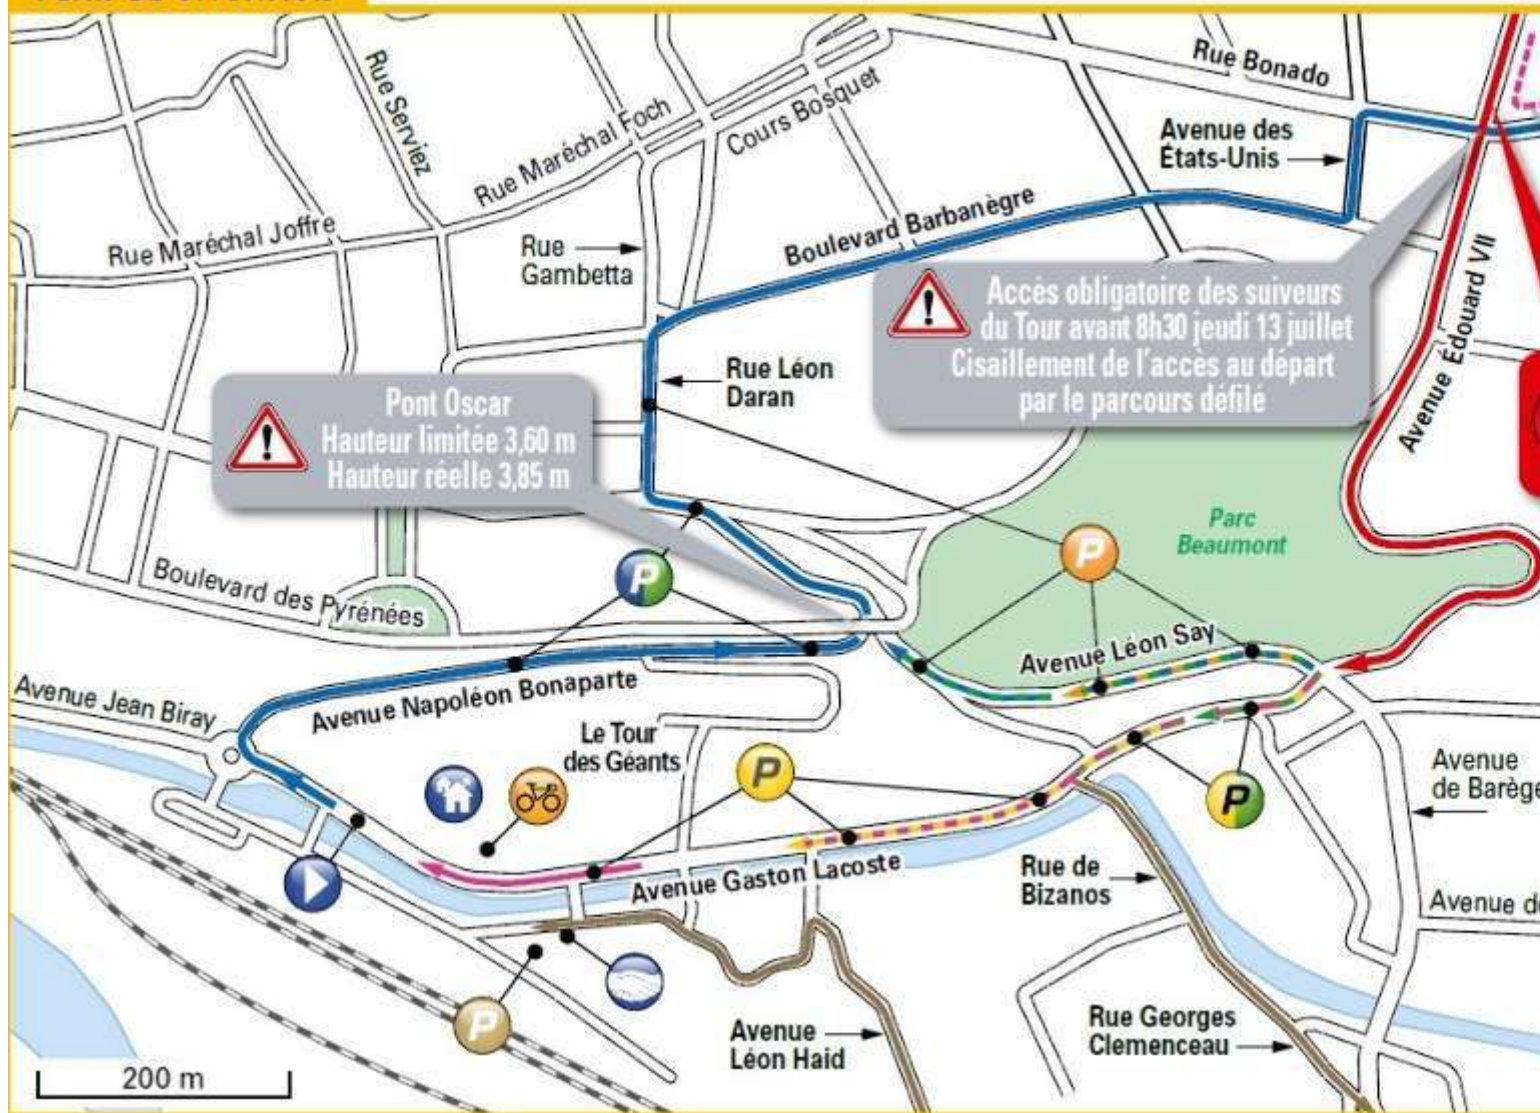 Rue Bonado
Rue Serviez
Rue Maréchal Foch
Cours Bosquet
Avenue des
États-Unis
Rue Maréchal Joffre
Rue
Gambetta
Boulevard Barbanègre
Avenue Édouard VII
Accès obligatoire des suiveurs
du Tour avant 8h30 jeudi 13 juillet
Cisaillement de l'accès au départ
par le parcours défilé
Rue Léon
Daran
Pont Oscar
Hauteur limitée 3,60 m
Hauteur réelle 3,85 m
Parc
Beaumont
P
P
Boulevard des Pyrénées
Avenue Léon Say
Avenue Jean Biray
Avenue Napoléon Bonaparte
Le Tour
des Géants
P
P
Avenue
de Barège
Avenue Gaston Lacoste
Rue de
Bizanos
Avenue d
P
Avenue
Léon Haid
Rue Georges
Clemenceau
200 m